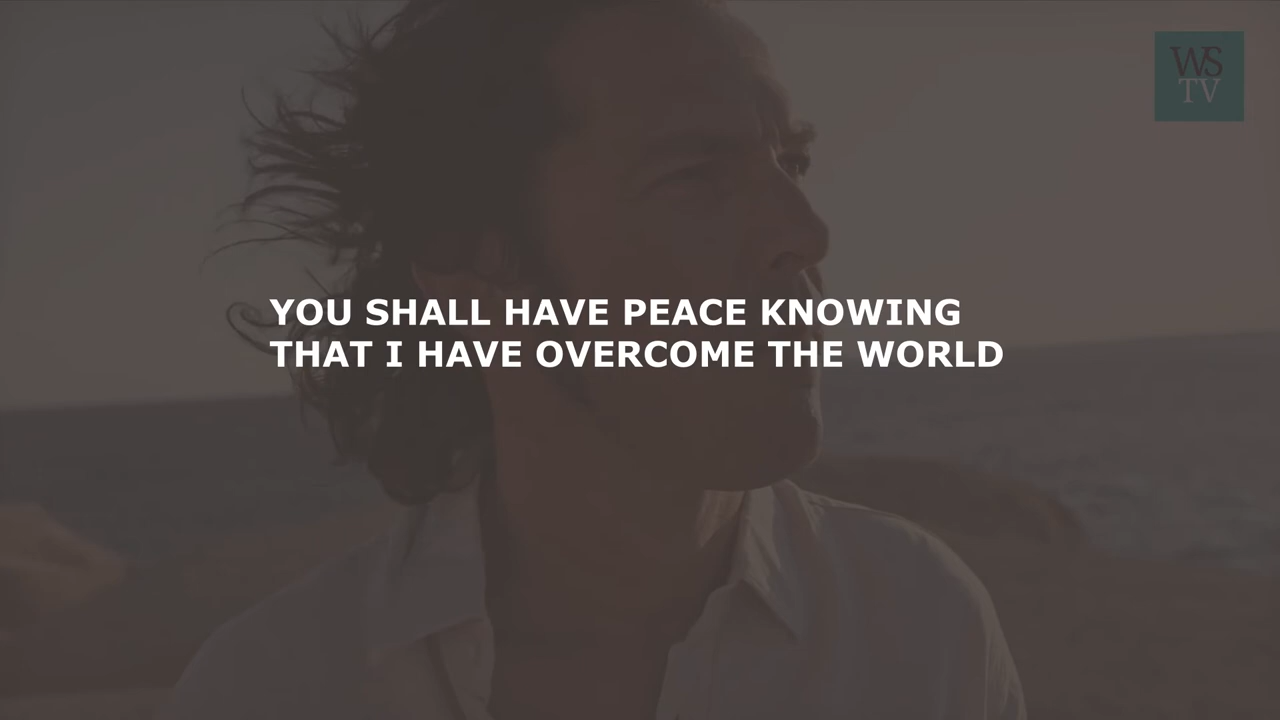 WS
TV
YOU SHALL HAVE PEACE KNOWING
THAT I HAVE OVERCOME THE WORLD